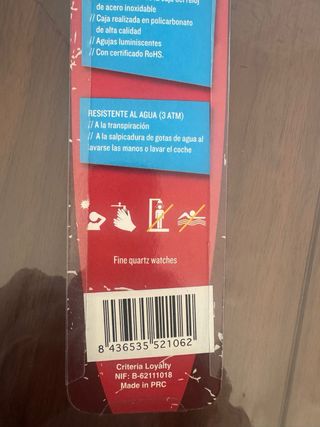 de acero inoxidable
// Caja realizada en policarbonato
de alta calidad
// Agujas luminiscentes
// Con certificado RoHS.
RESISTENTE AL AGUA (3 ATM)
// A la transpiración
// A la salpicadura de gotas de agua al
lavarse las manos o lavar el coche
Fine quartz watches
8 436535 521062
Criteria Loyalty
NIF: B-62111018
Made in PRC